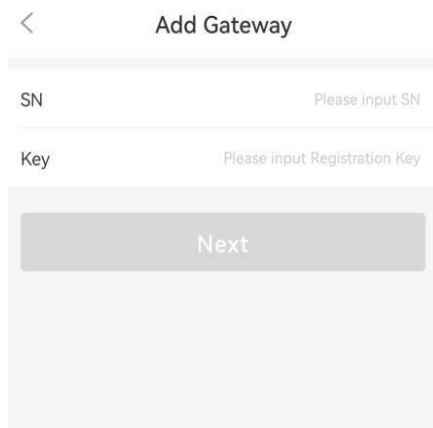 Add Gateway
SN Please input SN
Key Please input Registration Key
Next